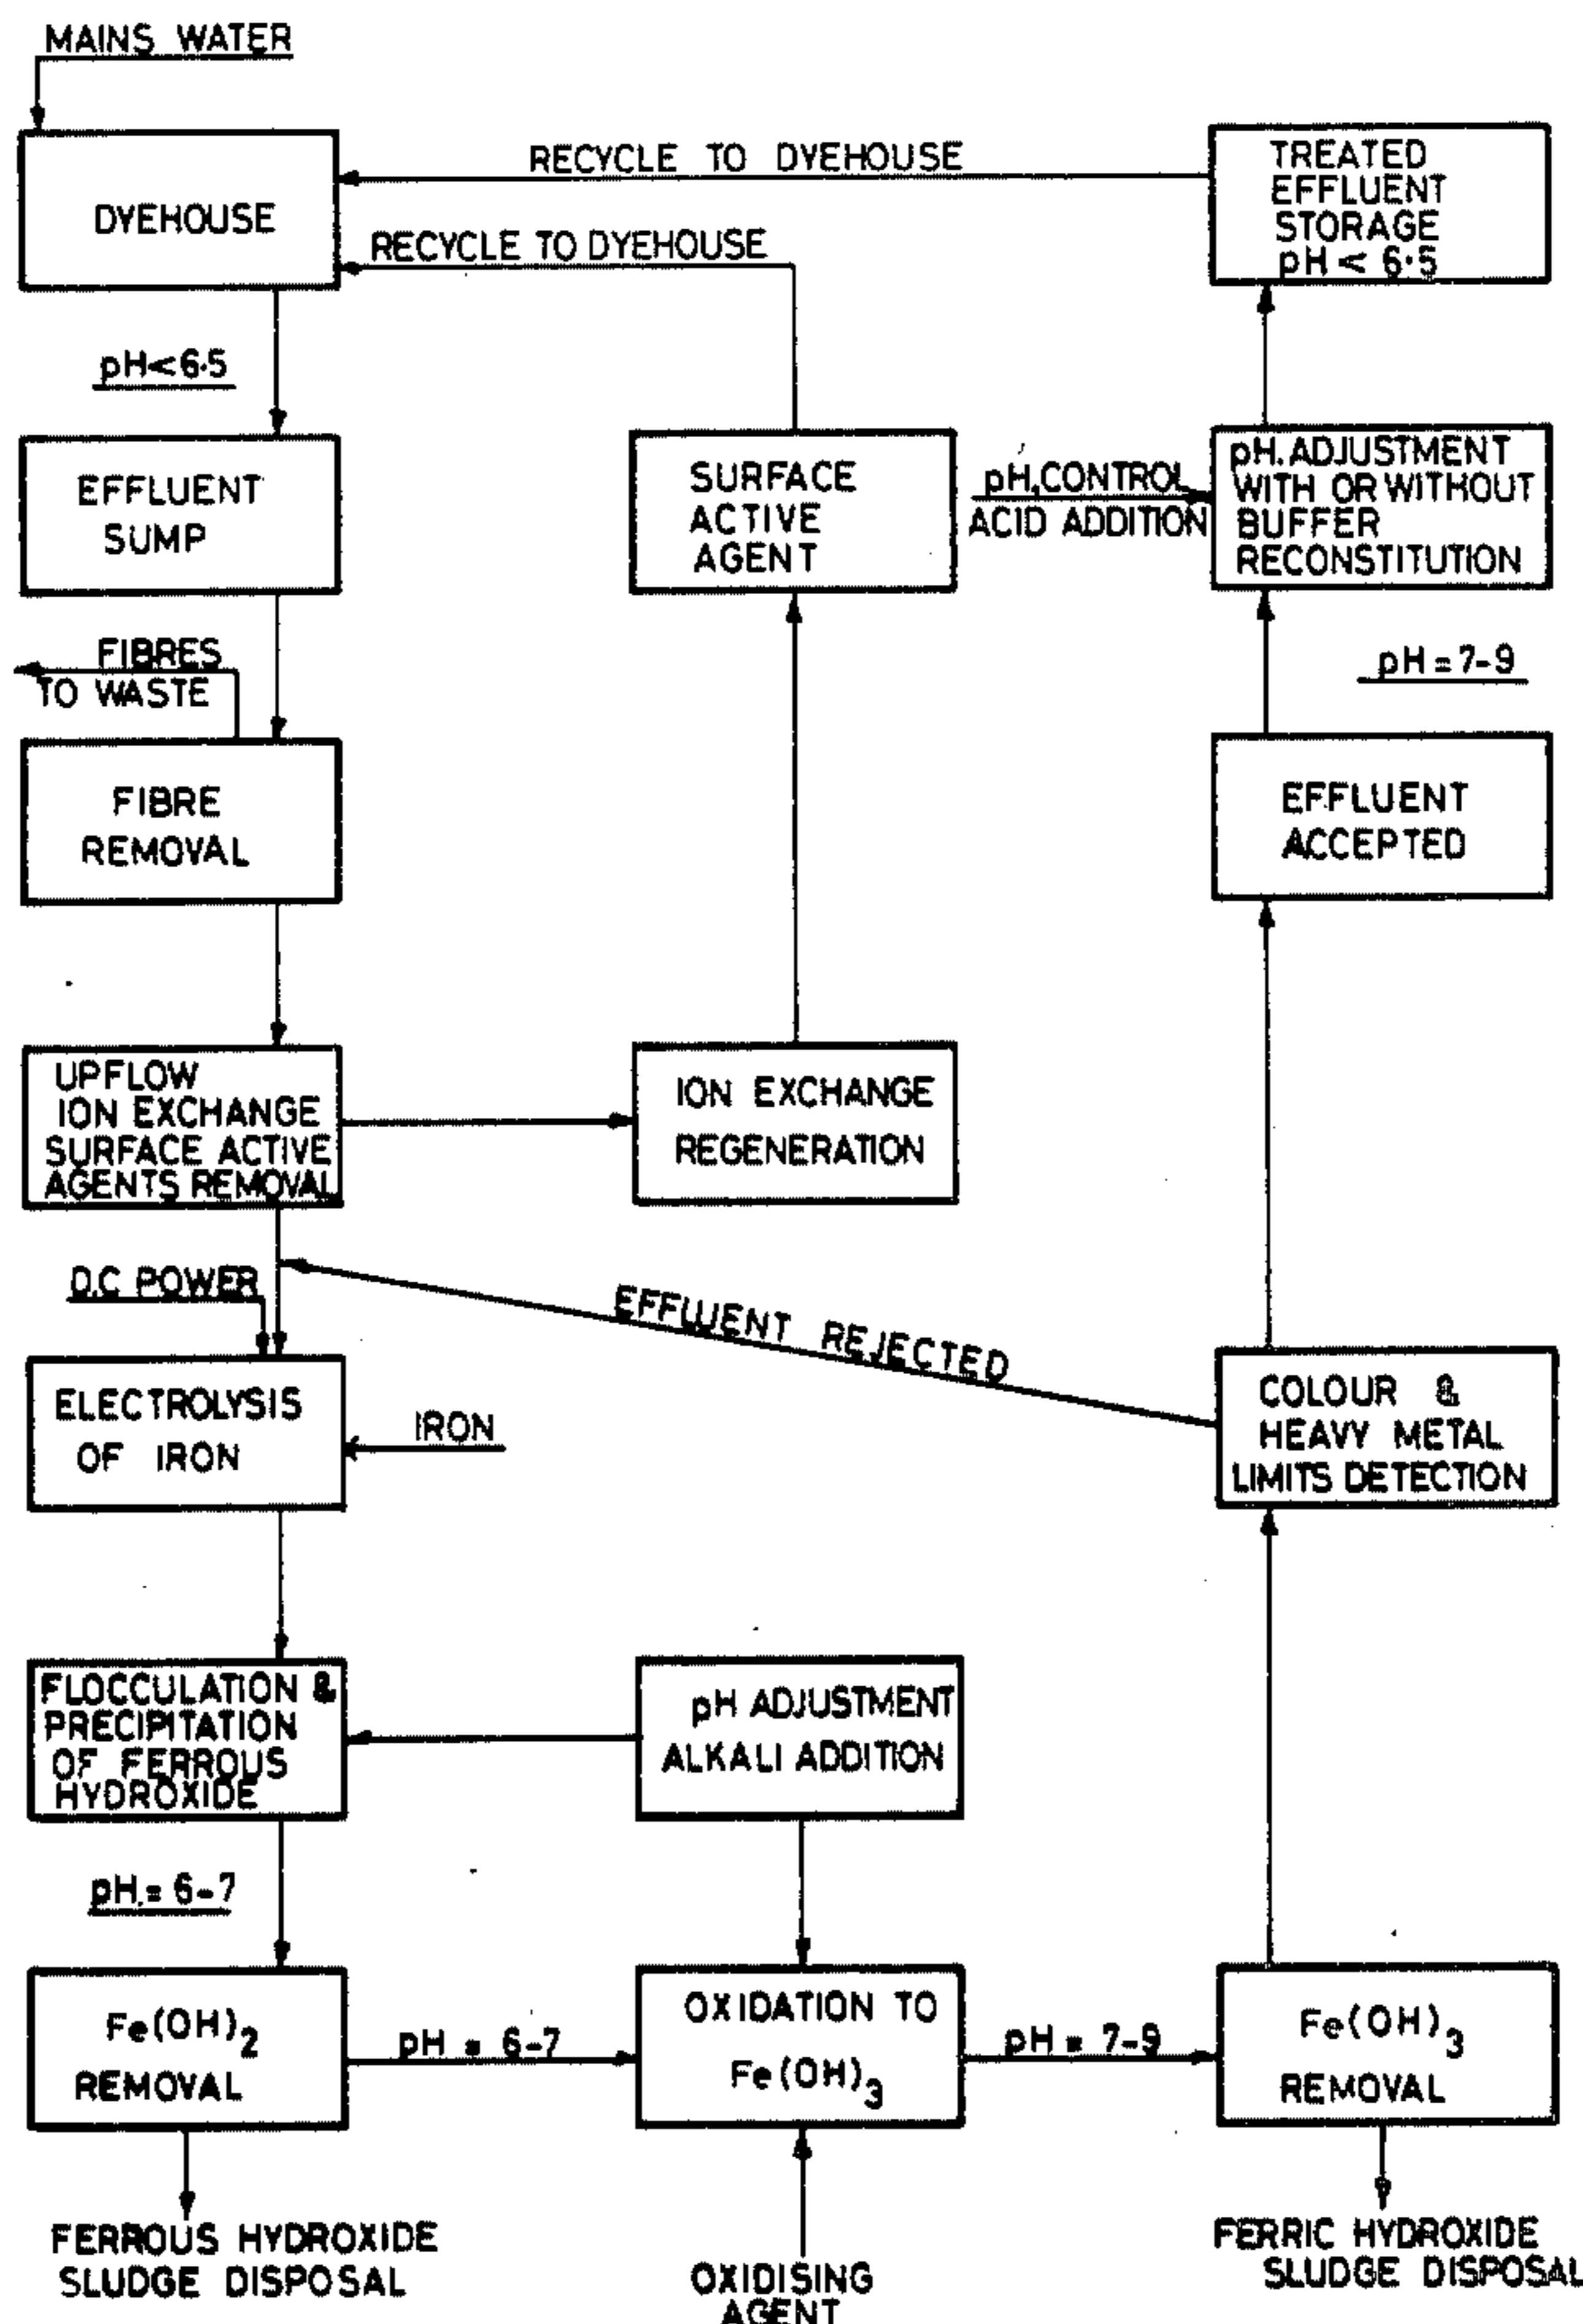 MAINS WATER
DYEHOUSE
RECYCLE TO DYEHOUSE
RECYCLE TO DYEHOUSE
TREATED
EFFLUENT
STORAGE
pH < 6·5
pH<6·5
EFFLUENT
SUMP
SURFACE
ACTIVE
AGENT
pH.CONTROL
ACID ADDITION
pH.ADJUSTMENT
WITH OR WITHOUT
BUFFER
RECONSTITUTION
FIBRES
TO WASTE
pH = 7-9
FIBRE
REMOVAL
EFFLUENT
ACCEPTED
UPFLOW
ION EXCHANGE
SURFACE ACTIVE
AGENTS REMOVAL
ION EXCHANGE
REGENERATION
D.C POWER
EFFLUENT REJECTED
ELECTROLYSIS
OF IRON
IRON
COLOUR &
HEAVY METAL
LIMITS DETECTION
FLOCCULATION &
PRECIPITATION
OF FERROUS
HYDROXIDE
pH ADJUSTMENT
ALKALI ADDITION
pH. = 6-7
Fe(OH)2
REMOVAL
pH = 6-7
OXIDATION TO
Fe(OH)3
pH = 7-9
Fe(OH)3
REMOVAL
FERROUS HYDROXIDE
SLUDGE DISPOSAL
OXIDISING
AGENT
FERRIC HYDROXIDE
SLUDGE DISPOSAL